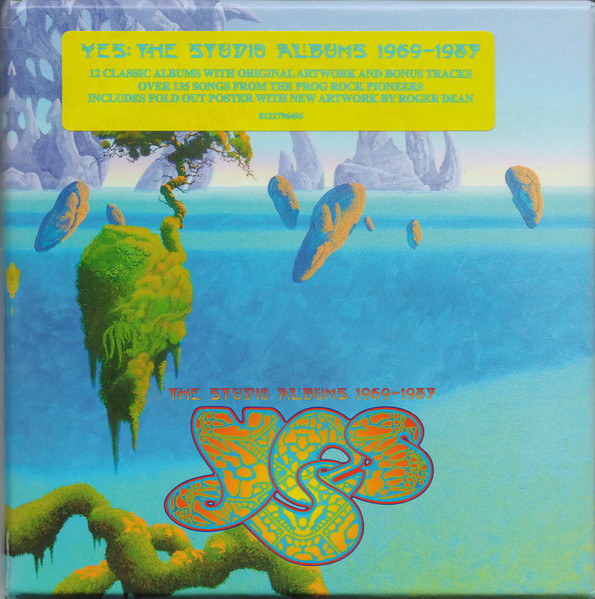 YES: THE STUDIO ALBUMS 1969-1987
12 CLASSIC ALBUMS WITH ORIGINAL ARTWORK AND BONUS TRACKS
OVER 135 SONGS FROM THE PROG ROCK PIONEERS
INCLUDES FOLD OUT POSTER WITH NEW ARTWORK BY ROGER DEAN
8122796496
THE STUDIO ALBUMS 1969-1987
YES